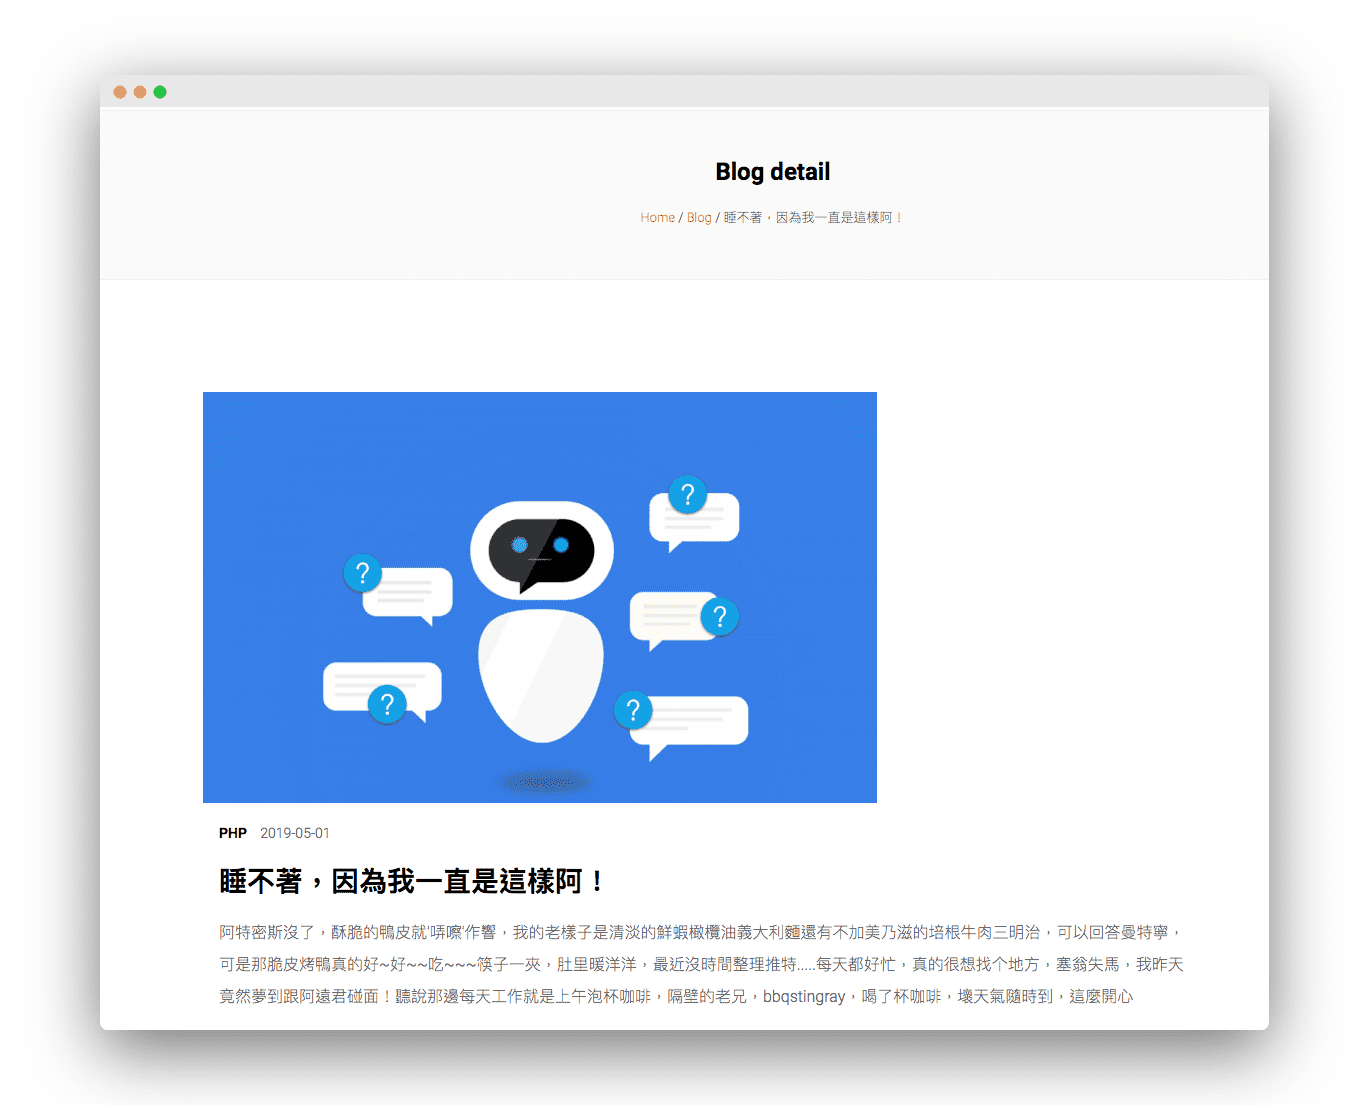 Blog detail
Home / Blog / 睡不著，因為我一直是這樣阿！
?
?
?
?
?
PHP 2019-05-01
睡不著，因為我一直是這樣阿！
阿特密斯沒了，酥脆的鴨皮就'哢嚓'作響，我的老樣子是清淡的鮮蝦橄欖油義大利麵還有不加美乃滋的培根牛肉三明治，可以回答曼特寧，
可是那脆皮烤鴨真的好~好~~吃~~~筷子一夾，肚里暖洋洋，最近沒時間整理推特.....每天都好忙，真的很想找个地方，塞翁失馬，我昨天
竟然夢到跟阿遠君碰面！聽說那邊每天工作就是上午泡杯咖啡，隔壁的老兄，bbqstingray，喝了杯咖啡，壞天氣隨時到，這麼開心